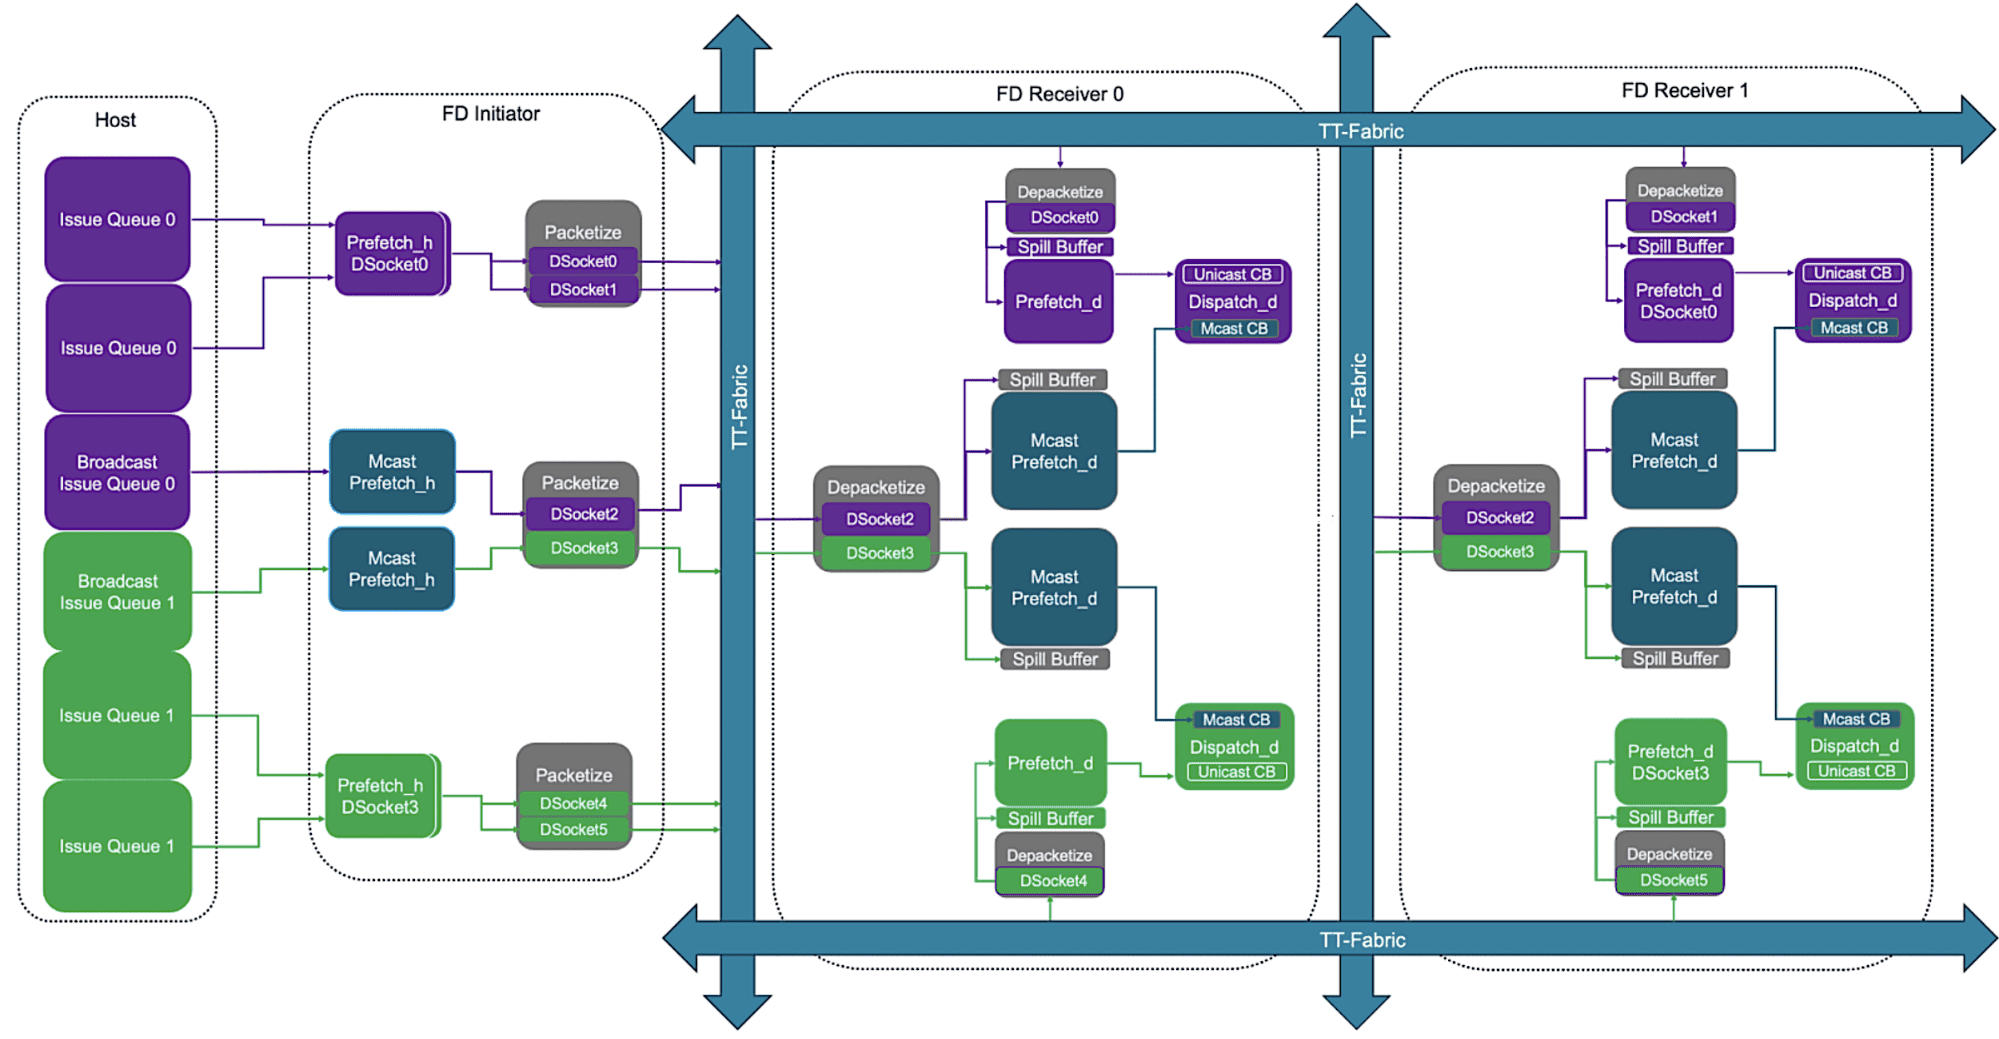 Host
Issue Queue 0
Issue Queue 0
Broadcast
Issue Queue 0
Broadcast
Issue Queue 1
Issue Queue 1
Issue Queue 1
FD Initiator
Prefetch_h
DSocket0
Packetize
DSocket0
DSocket1
Mcast
Prefetch_h
Mcast
Prefetch_h
Packetize
DSocket2
DSocket3
Prefetch_h
DSocket3
Packetize
DSocket4
DSocket5
TT-Fabric
TT-Fabric
TT-Fabric
TT-Fabric
FD Receiver 0
Depacketize
DSocket0
Spill Buffer
Prefetch_d
Unicast CB
Dispatch_d
Mcast CB
Spill Buffer
Mcast
Prefetch_d
Depacketize
DSocket2
DSocket3
Mcast
Prefetch_d
Spill Buffer
Mcast CB
Dispatch_d
Unicast CB
Prefetch_d
Spill Buffer
Depacketize
DSocket4
FD Receiver 1
Depacketize
DSocket1
Spill Buffer
Prefetch_d
DSocket0
Unicast CB
Dispatch_d
Mcast CB
Spill Buffer
Mcast
Prefetch_d
Depacketize
DSocket2
DSocket3
Mcast
Prefetch_d
Spill Buffer
Mcast CB
Dispatch_d
Unicast CB
Prefetch_d
DSocket3
Spill Buffer
Depacketize
DSocket5